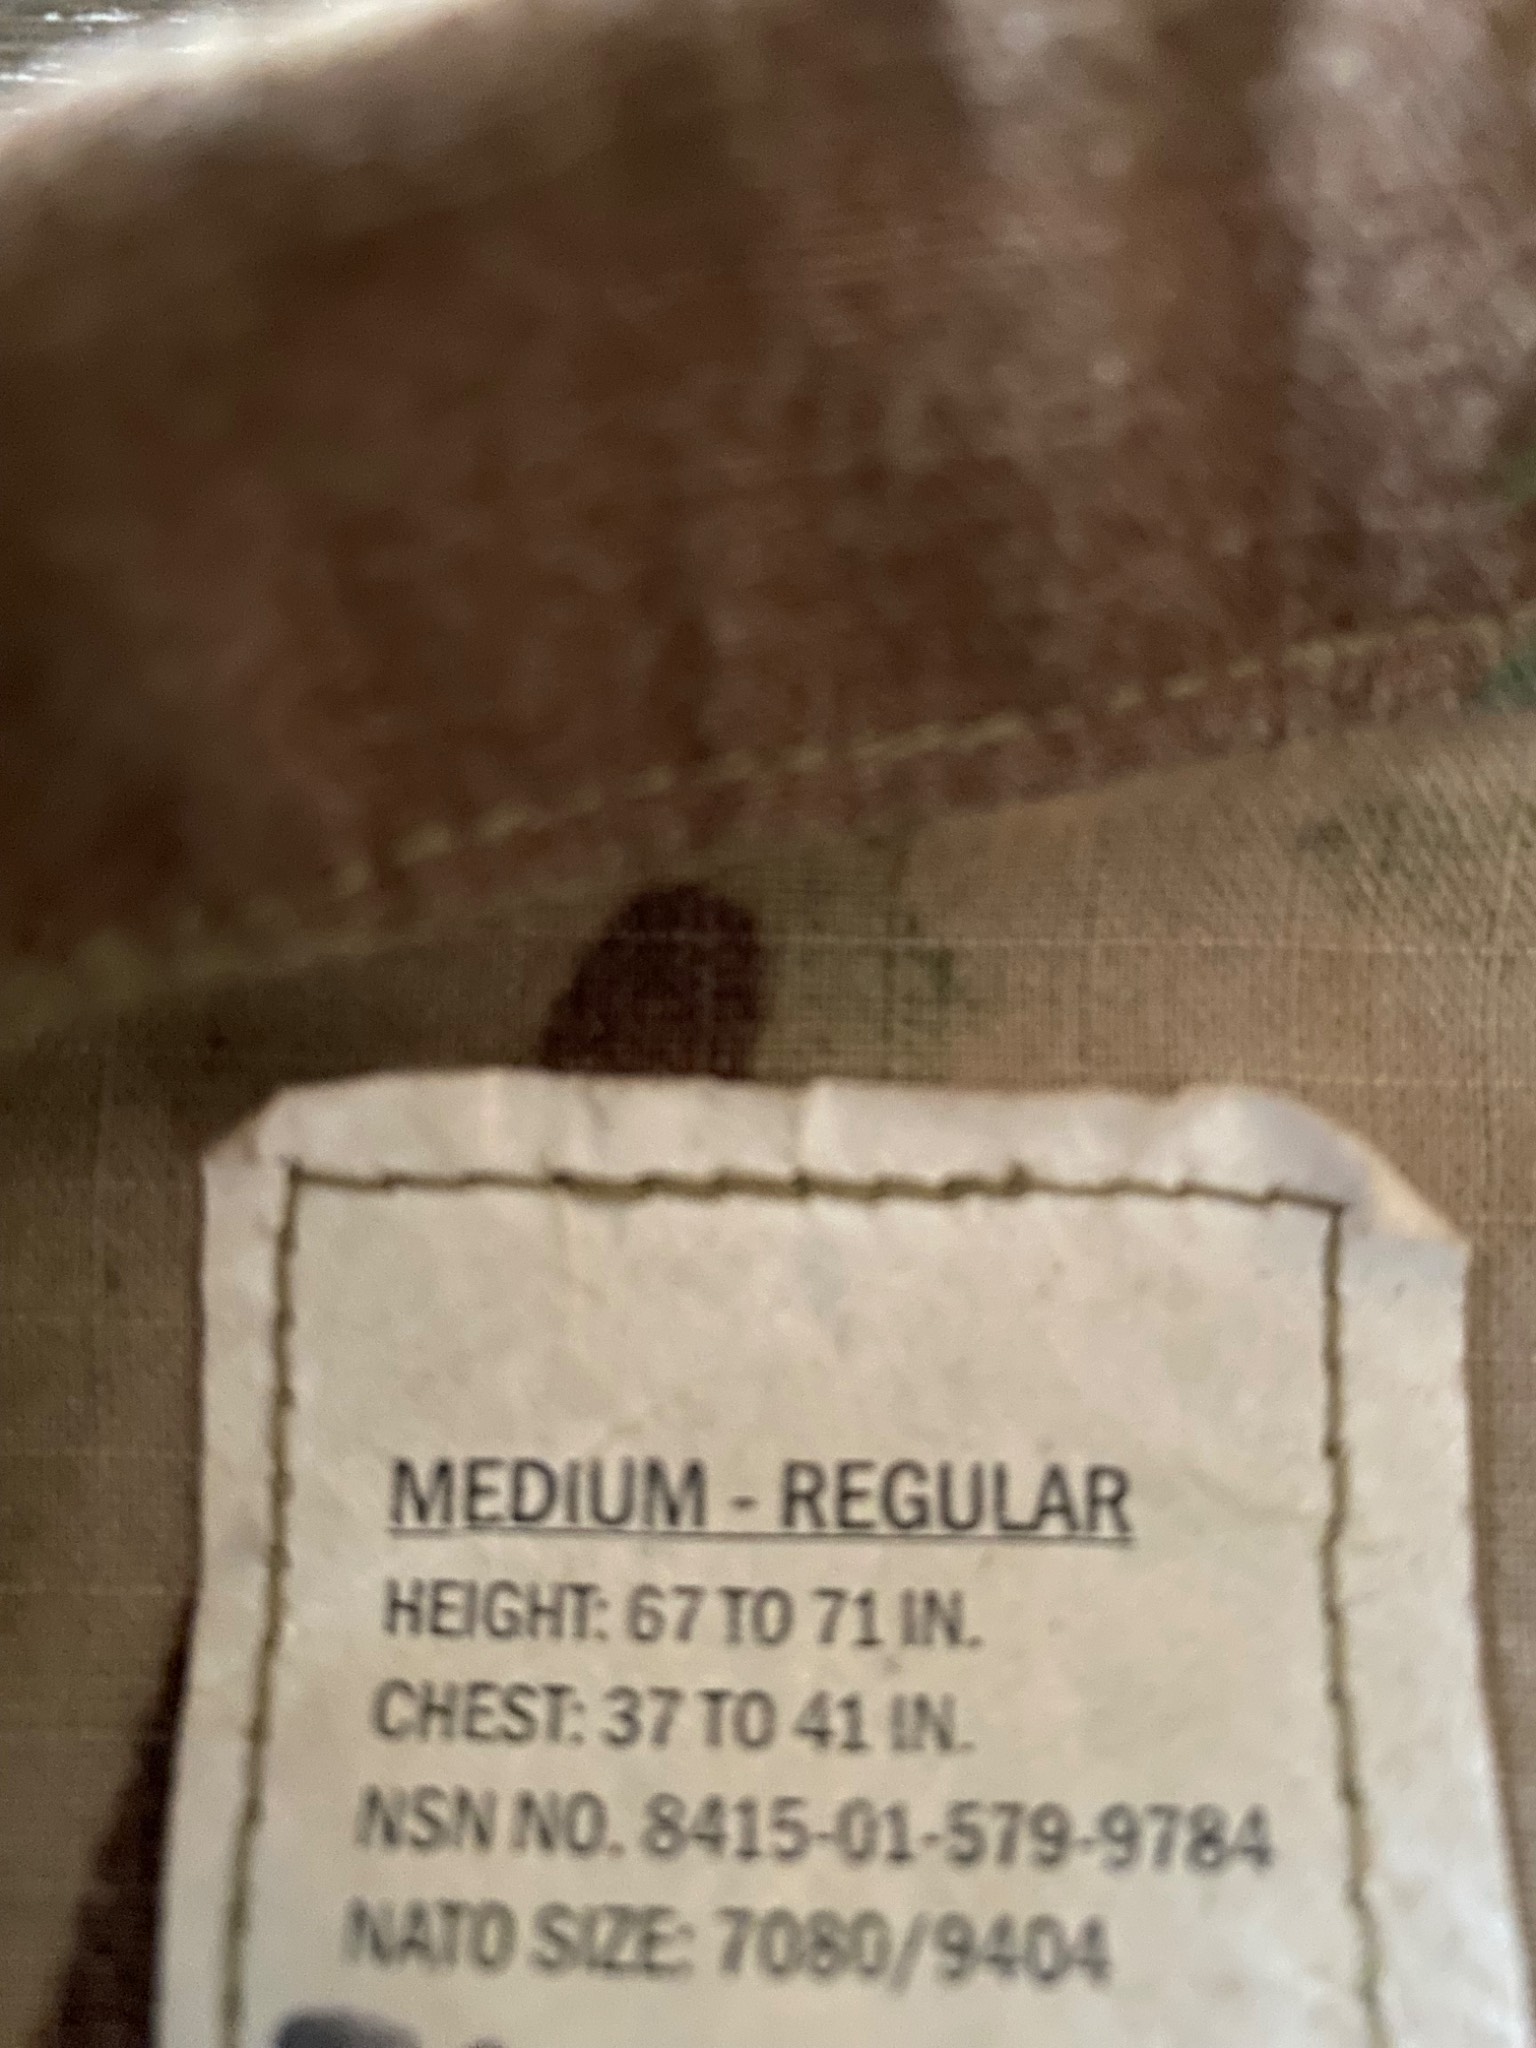 MEDIUM - REGULAR
HEIGHT: 67 TO 71 IN.
CHEST: 37 TO 41 IN.
NSN NO. 8415-01-579-9784
NATO SIZE: 7080/9404